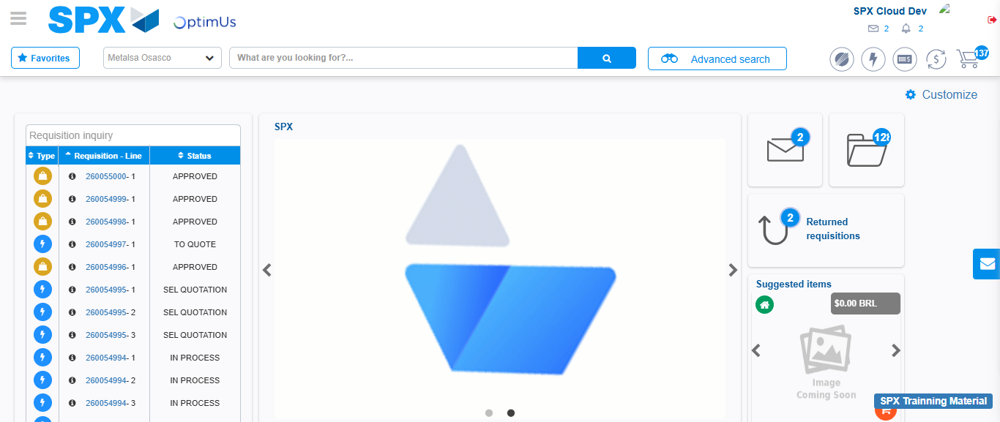 SPX OptimUs
SPX Cloud Dev
2 2
Favorites
Metalsa Osasco
What are you looking for?...
Advanced search
137
Customize
Requisition inquiry
Type Requisition - Line Status
260055000- 1 APPROVED
260054999- 1 APPROVED
260054998- 1 APPROVED
260054997- 1 TO QUOTE
260054996- 1 APPROVED
260054995- 1 SEL QUOTATION
260054995- 2 SEL QUOTATION
260054995- 3 SEL QUOTATION
260054994- 1 IN PROCESS
260054994- 2 IN PROCESS
260054994- 3 IN PROCESS
SPX
2
2
Returned
requisitions
Suggested items
$0.00 BRL
Image
Coming Soon
SPX Trainning Material